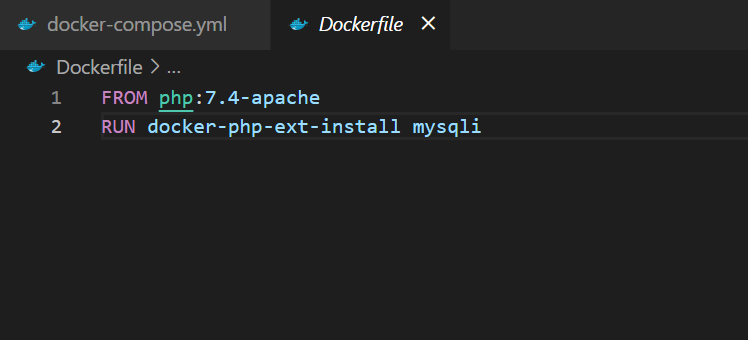 docker-compose.yml Dockerfile
Dockerfile > ...
1 FROM php:7.4-apache
2 RUN docker-php-ext-install mysqli